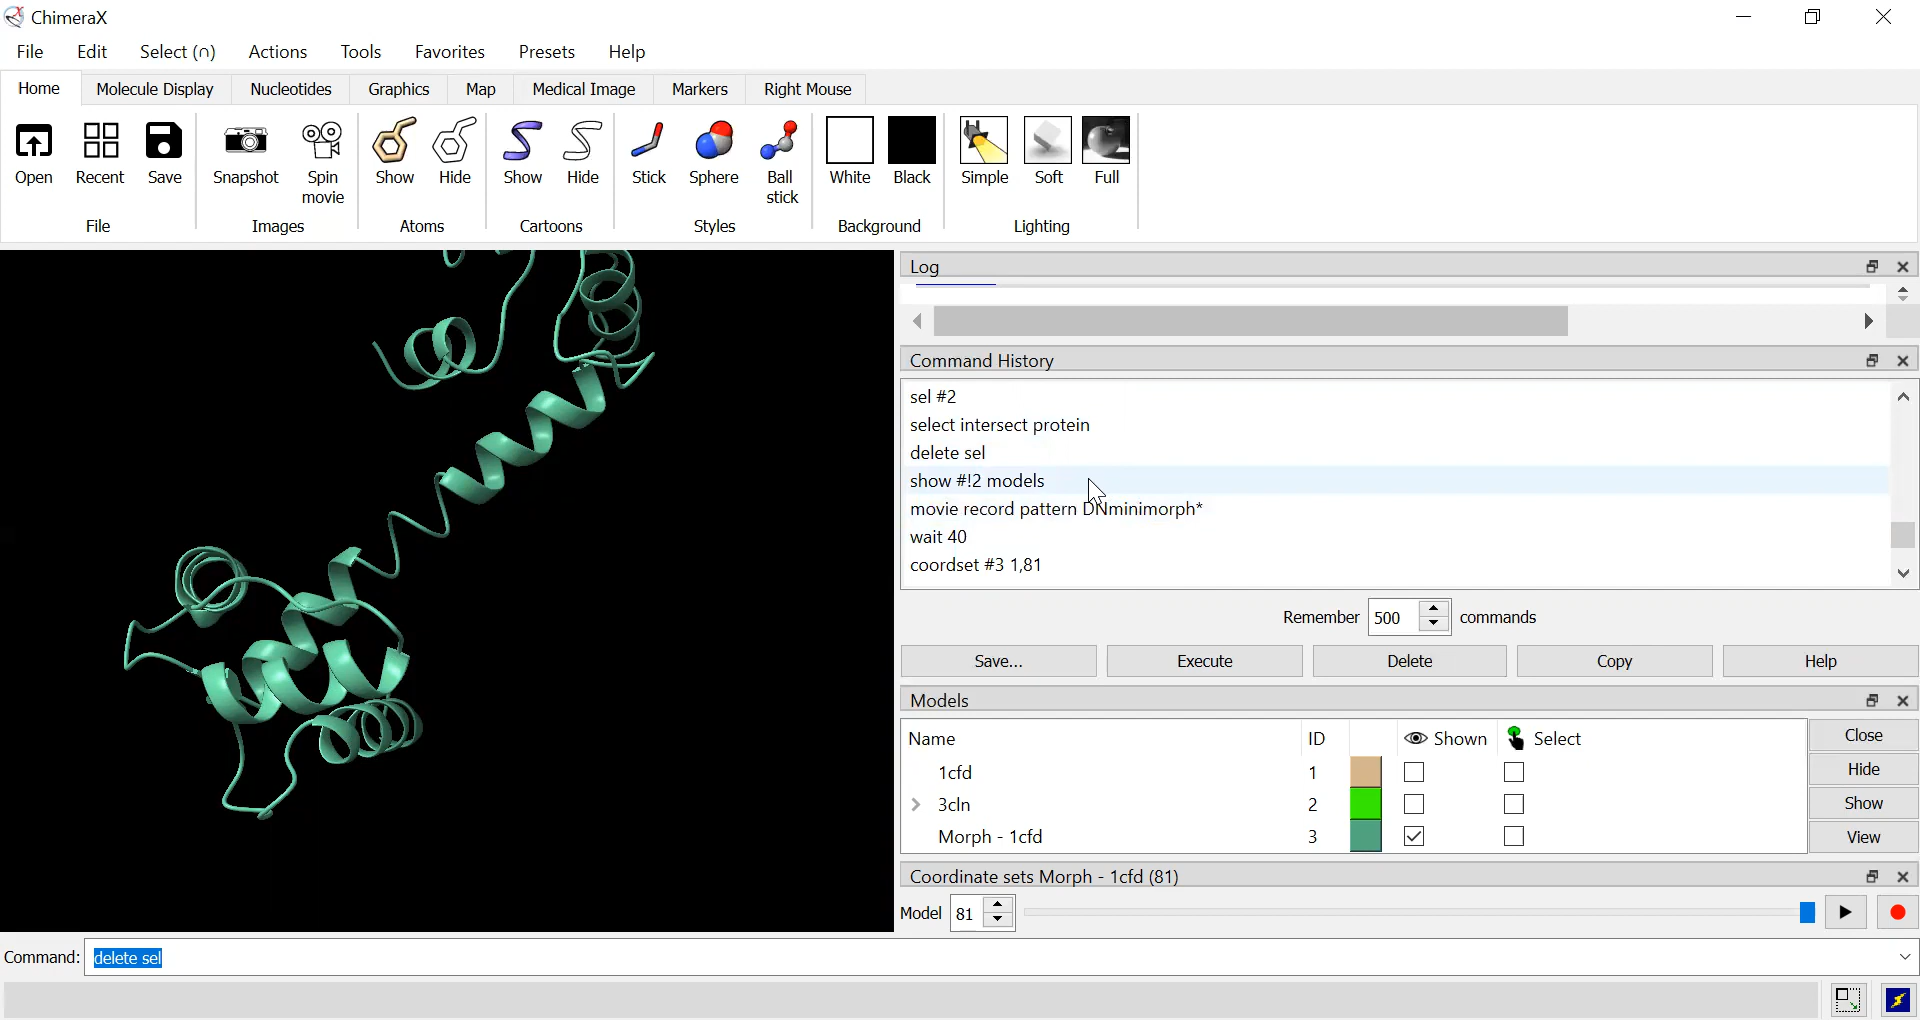 ChimeraX
File Edit Select (∩) Actions Tools Favorites Presets Help
Home Molecule Display Nucleotides Graphics Map Medical Image Markers Right Mouse
Open Recent Save Snapshot Spin movie Show Hide Show Hide Stick Sphere Ball stick White Black Simple Soft Full
File Images Atoms Cartoons Styles Background Lighting
Log
Command History
sel #2
select intersect protein
delete sel
show #!2 models
movie record pattern DNminimorph*
wait 40
coordset #3 1,81
Remember 500 commands
Save... Execute Delete Copy Help
Models
Name ID Shown Select
1cfd 1
3cln 2
Morph - 1cfd 3
Close
Hide
Show
View
Coordinate sets Morph - 1cfd (81)
Model 81
Command: delete sel